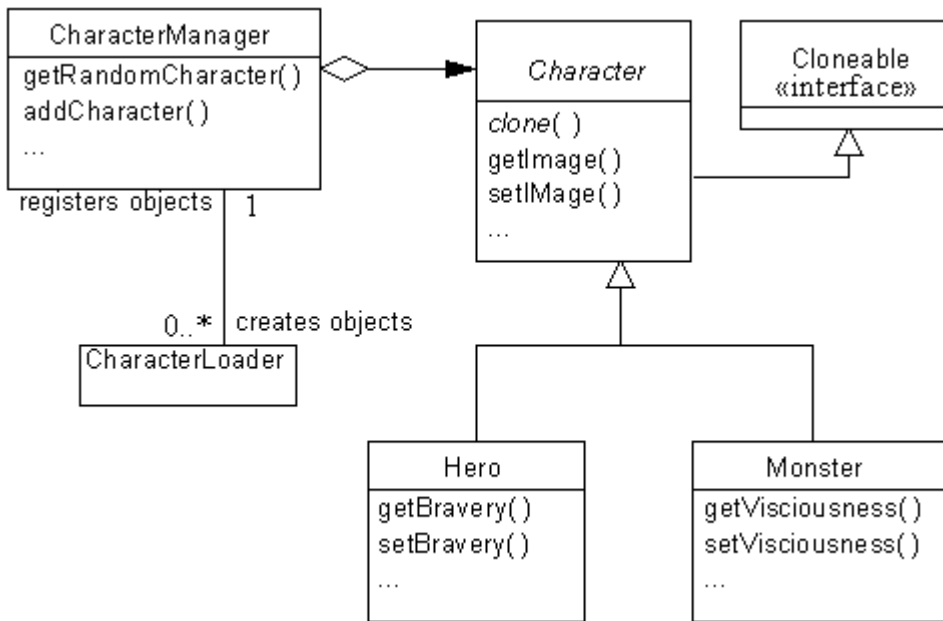 CharacterManager
getRandomCharacter()
addCharacter()
...
registers objects
1
0..*
creates objects
CharacterLoader
Character
clone( )
getImage()
setIMage()
...
Cloneable
«interface»
Hero
getBravery()
setBravery()
...
Monster
getVisciousness()
setVisciousness()
...